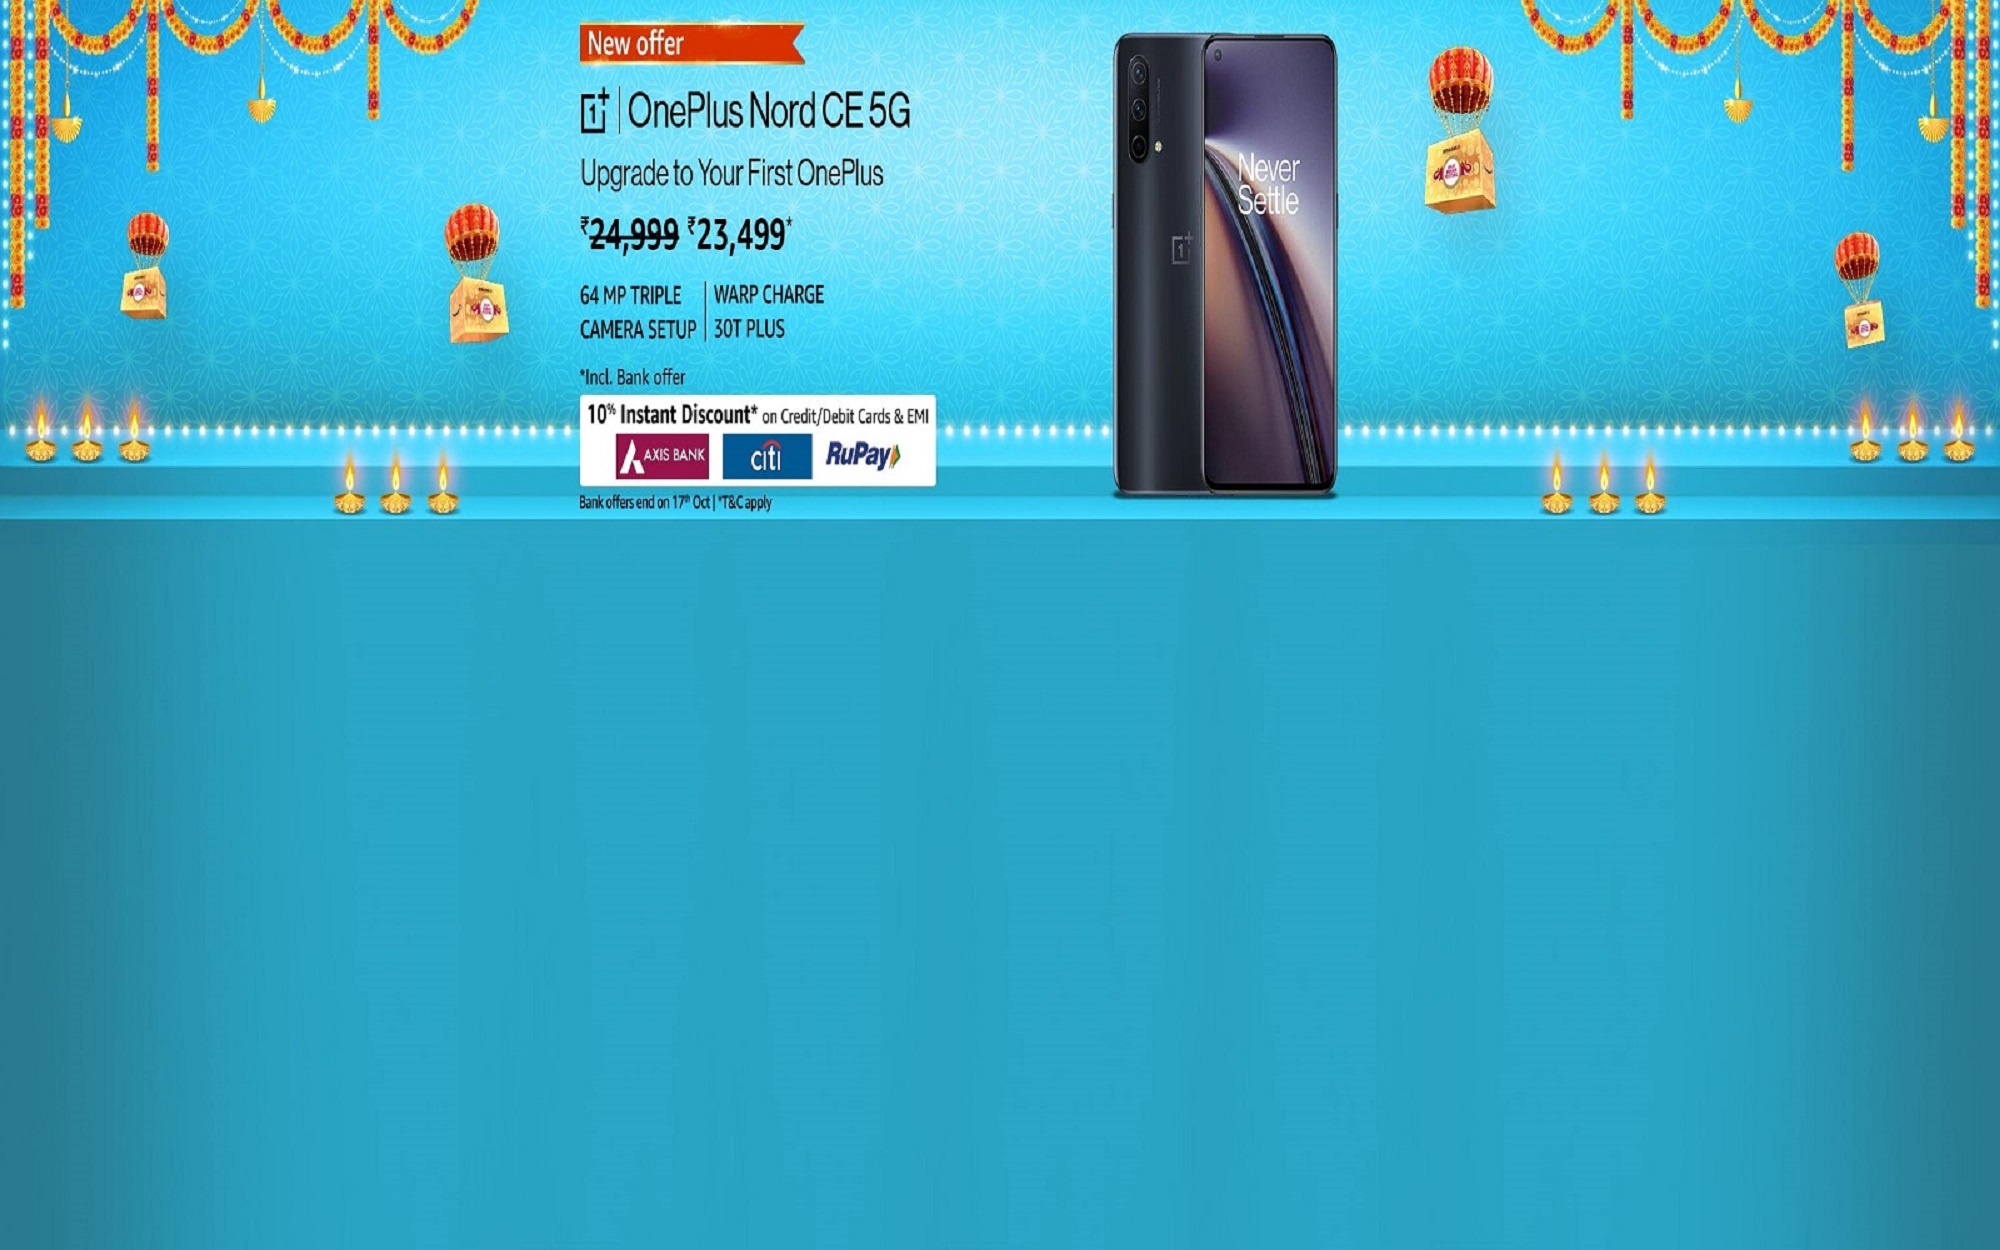 New offer
1+ | OnePlus Nord CE 5G
Upgrade to Your First OnePlus
₹24,999 ₹23,499*
64 MP TRIPLE | WARP CHARGE
CAMERA SETUP | 30T PLUS
*Incl. Bank offer
10% Instant Discount* on Credit/Debit Cards & EMI
AXIS BANK citi RuPay
Bank offers end on 17th Oct | *T&C apply
Never
Settle